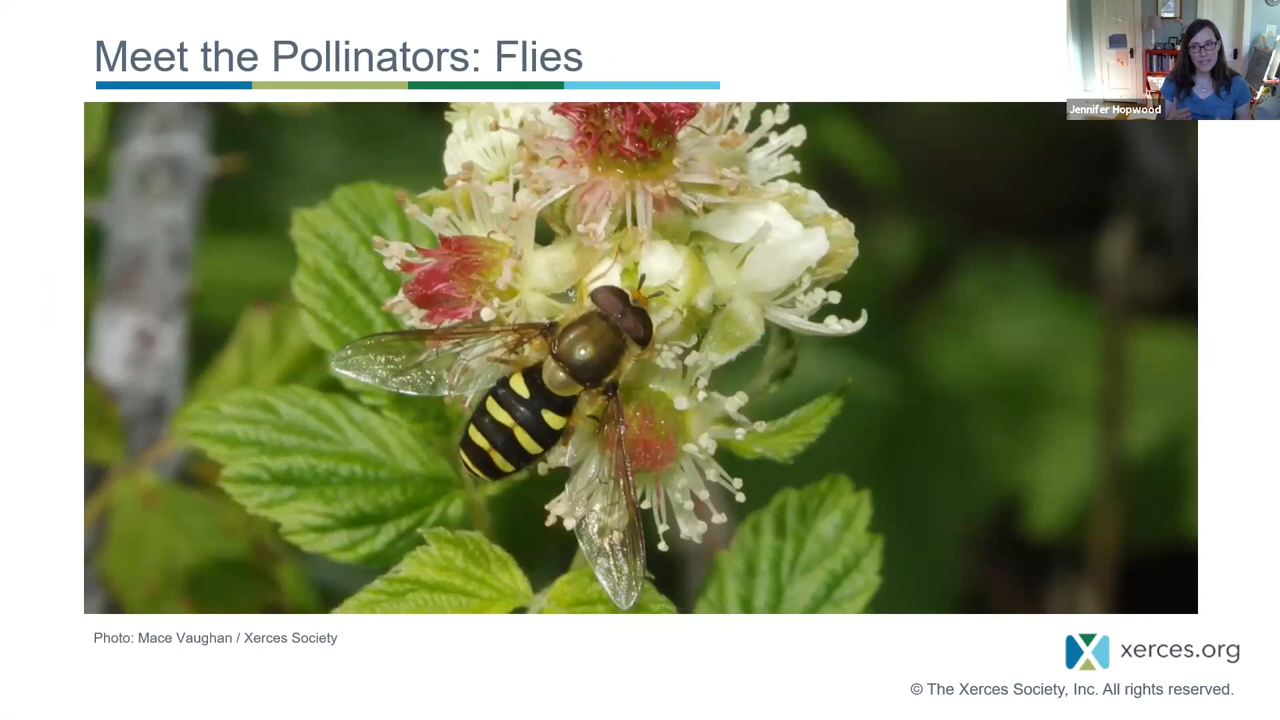 Meet the Pollinators: Flies
Jennifer Hopwood
Photo: Mace Vaughan / Xerces Society
xerces.org
© The Xerces Society, Inc. All rights reserved.